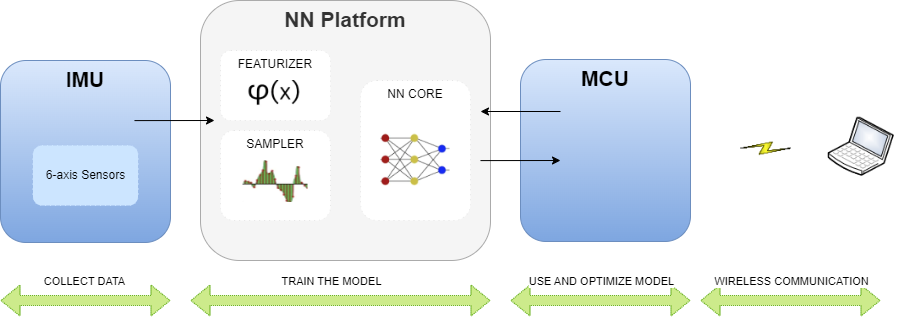 NN Platform
IMU
6-axis Sensors
FEATURIZER
φ(x)
SAMPLER
NN CORE
MCU
COLLECT DATA
TRAIN THE MODEL
USE AND OPTIMIZE MODEL
WIRELESS COMMUNICATION